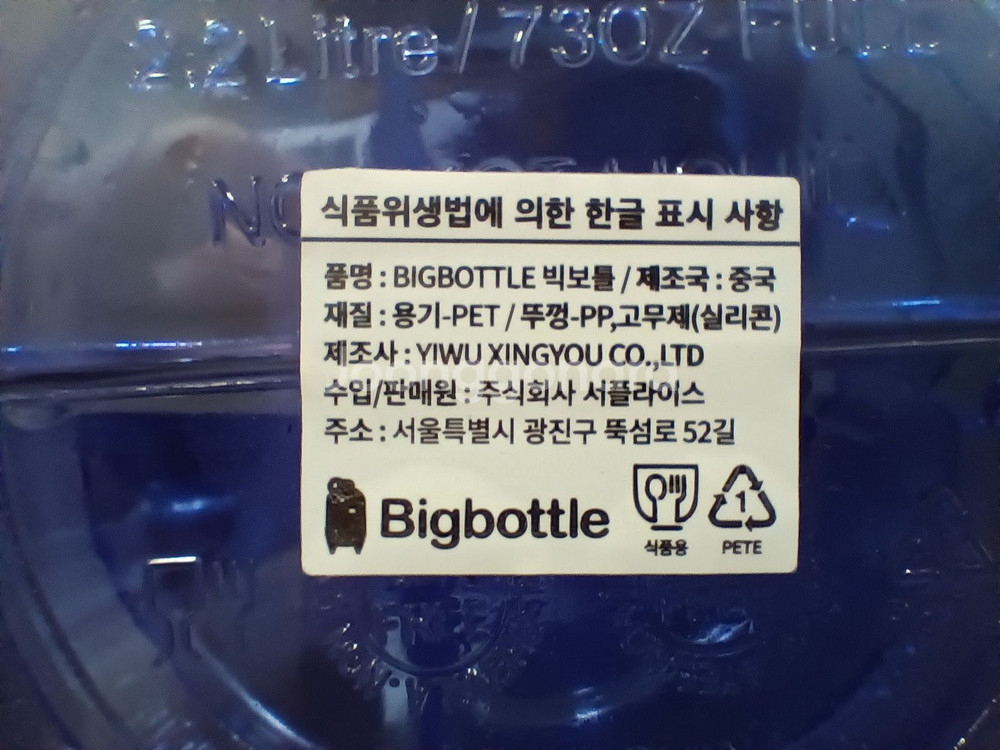 2.2Litre/73OZ FULL
식품위생법에 의한 한글 표시 사항
품명 : BIGBOTTLE 빅보틀 / 제조국 : 중국
재질 : 용기-PET / 뚜껑-PP,고무제(실리콘)
제조사 : YIWU XINGYOU CO.,LTD
수입/판매원 : 주식회사 서플라이스
주소 : 서울특별시 광진구 뚝섬로 52길
Bigbottle
1
식품용
PETE